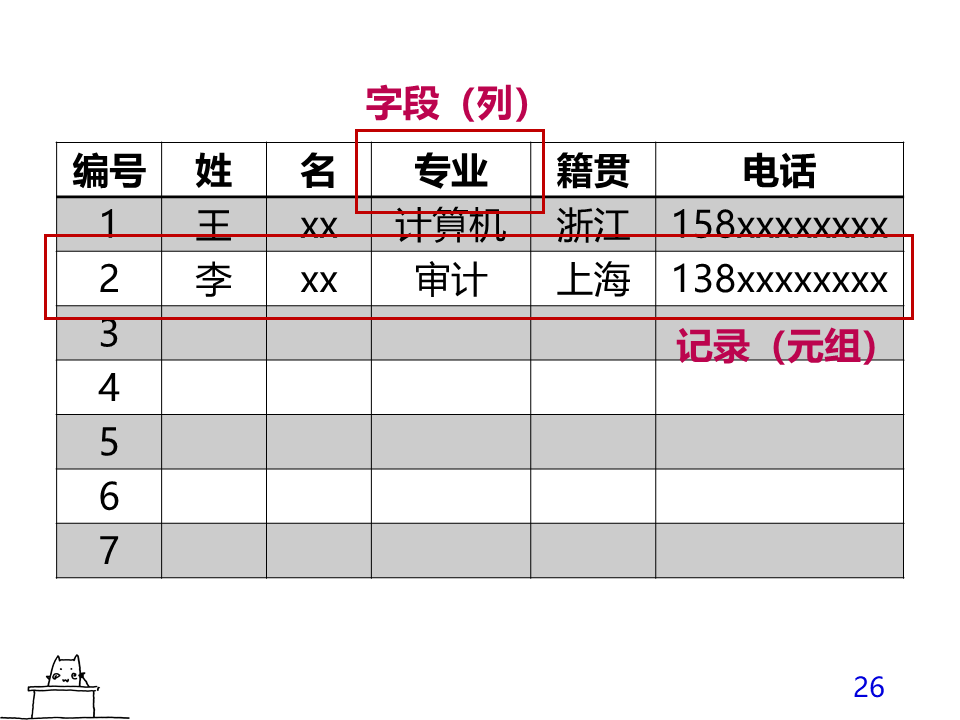 字段（列）
编号 姓 名 专业 籍贯 电话
1 王 xx 计算机 浙江 158xxxxxxxx
2 李 xx 审计 上海 138xxxxxxxx
3
记录（元组）
4
5
6
7
26